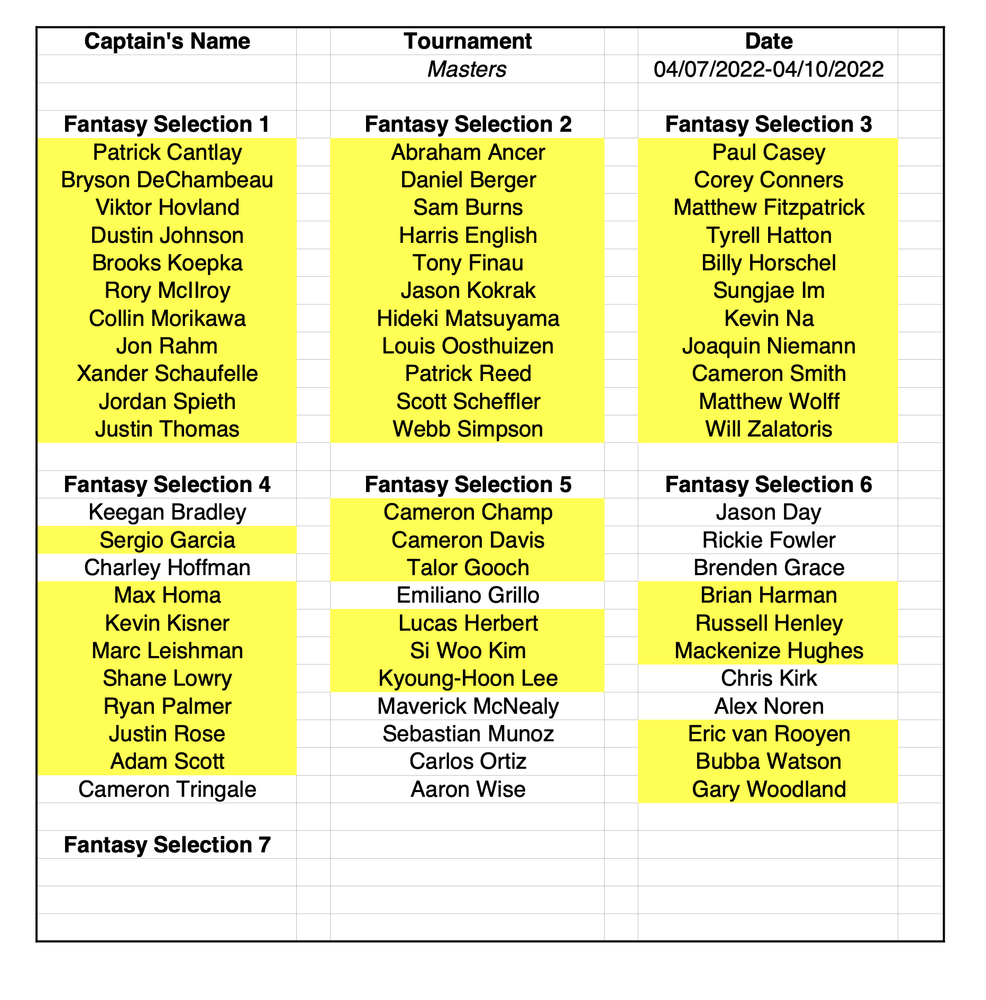 Captain's Name Tournament Date
Masters 04/07/2022-04/10/2022
Fantasy Selection 1 Fantasy Selection 2 Fantasy Selection 3
Patrick Cantlay Abraham Ancer Paul Casey
Bryson DeChambeau Daniel Berger Corey Conners
Viktor Hovland Sam Burns Matthew Fitzpatrick
Dustin Johnson Harris English Tyrell Hatton
Brooks Koepka Tony Finau Billy Horschel
Rory McIlroy Jason Kokrak Sungjae Im
Collin Morikawa Hideki Matsuyama Kevin Na
Jon Rahm Louis Oosthuizen Joaquin Niemann
Xander Schaufelle Patrick Reed Cameron Smith
Jordan Spieth Scott Scheffler Matthew Wolff
Justin Thomas Webb Simpson Will Zalatoris
Fantasy Selection 4 Fantasy Selection 5 Fantasy Selection 6
Keegan Bradley Cameron Champ Jason Day
Sergio Garcia Cameron Davis Rickie Fowler
Charley Hoffman Talor Gooch Brenden Grace
Max Homa Emiliano Grillo Brian Harman
Kevin Kisner Lucas Herbert Russell Henley
Marc Leishman Si Woo Kim Mackenize Hughes
Shane Lowry Kyoung-Hoon Lee Chris Kirk
Ryan Palmer Maverick McNealy Alex Noren
Justin Rose Sebastian Munoz Eric van Rooyen
Adam Scott Carlos Ortiz Bubba Watson
Cameron Tringale Aaron Wise Gary Woodland
Fantasy Selection 7